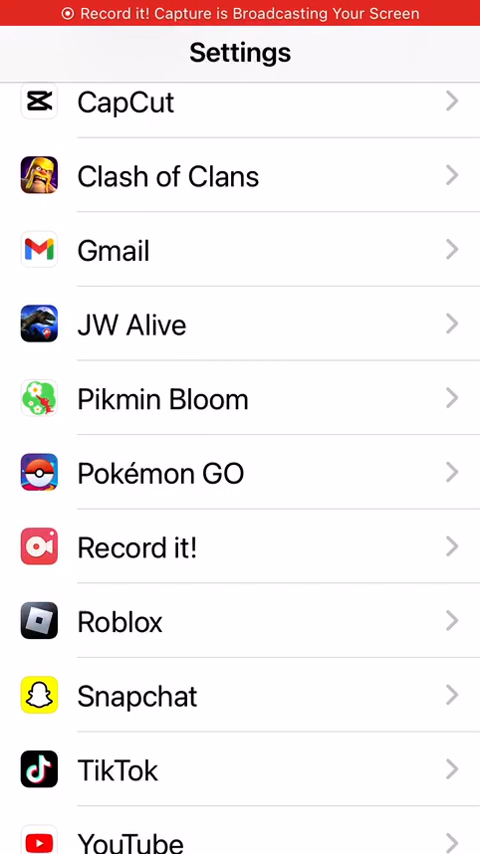 Record it! Capture is Broadcasting Your Screen
Settings
CapCut
Clash of Clans
Gmail
JW Alive
Pikmin Bloom
Pokémon GO
Record it!
Roblox
Snapchat
TikTok
YouTube